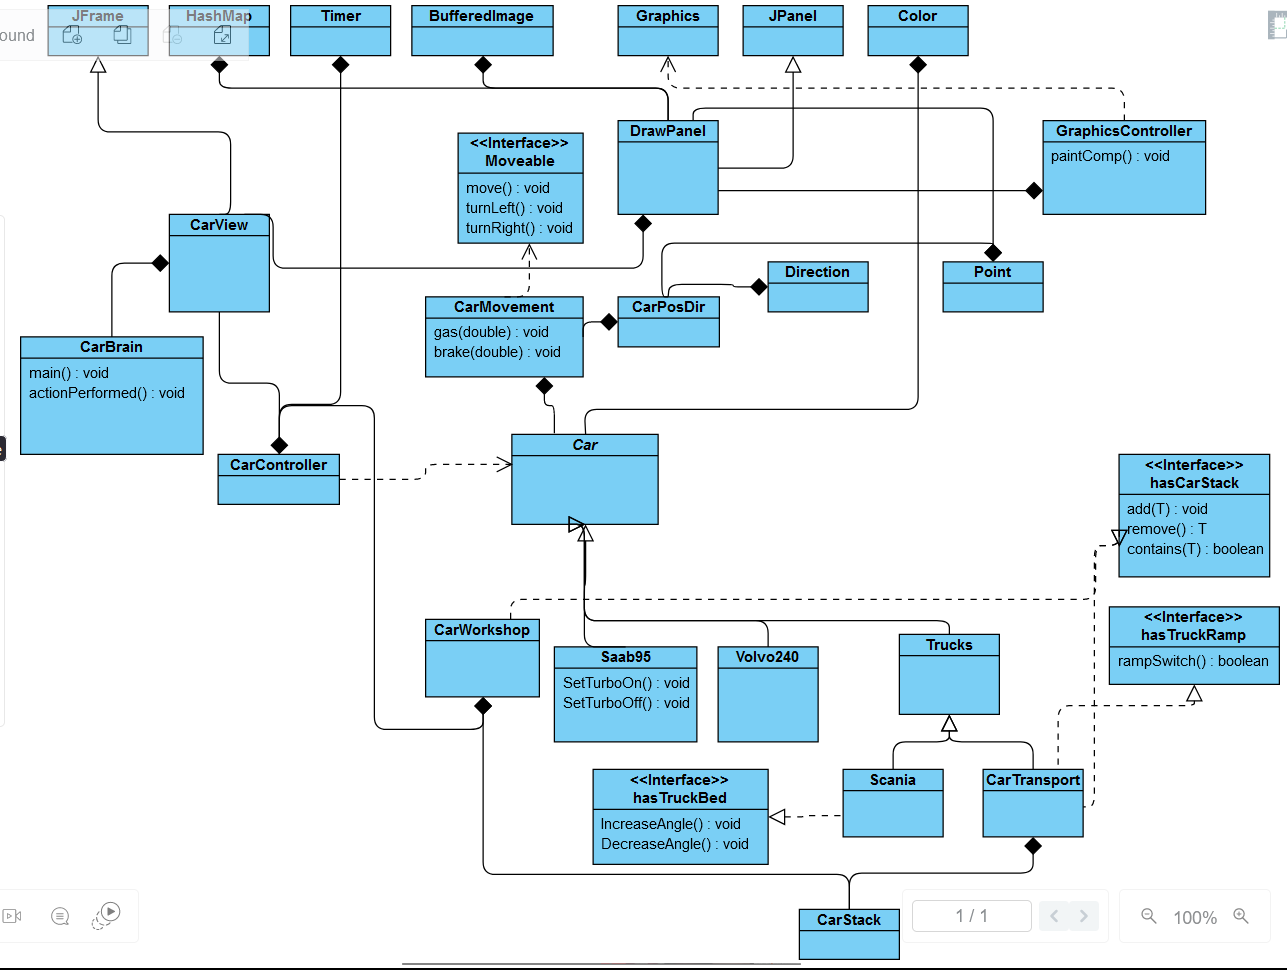 JFrame
HashMap
Timer
BufferedImage
Graphics
JPanel
Color
ound
<<Interface>>
Moveable
move() : void
turnLeft() : void
turnRight() : void
DrawPanel
GraphicsController
paintComp() : void
CarView
Direction
Point
CarMovement
gas(double) : void
brake(double) : void
CarPosDir
CarBrain
main() : void
actionPerformed() : void
Car
CarController
<<Interface>>
hasCarStack
add(T) : void
remove() : T
contains(T) : boolean
<<Interface>>
hasTruckRamp
rampSwitch() : boolean
CarWorkshop
Saab95
SetTurboOn() : void
SetTurboOff() : void
Volvo240
Trucks
<<Interface>>
hasTruckBed
IncreaseAngle() : void
DecreaseAngle() : void
Scania
CarTransport
CarStack
1 / 1
100%